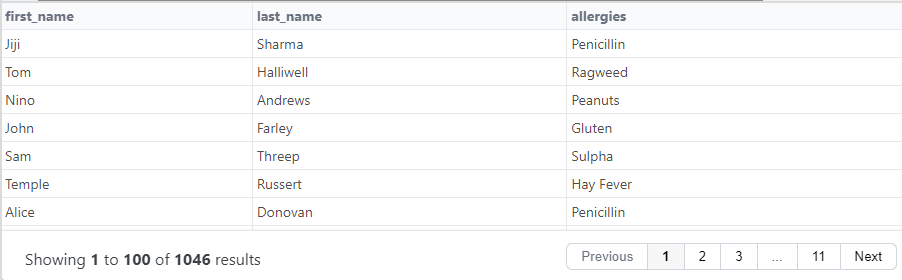 first_name last_name allergies
Jiji Sharma Penicillin
Tom Halliwell Ragweed
Nino Andrews Peanuts
John Farley Gluten
Sam Threep Sulpha
Temple Russert Hay Fever
Alice Donovan Penicillin
Showing 1 to 100 of 1046 results Previous 1 2 3 ... 11 Next